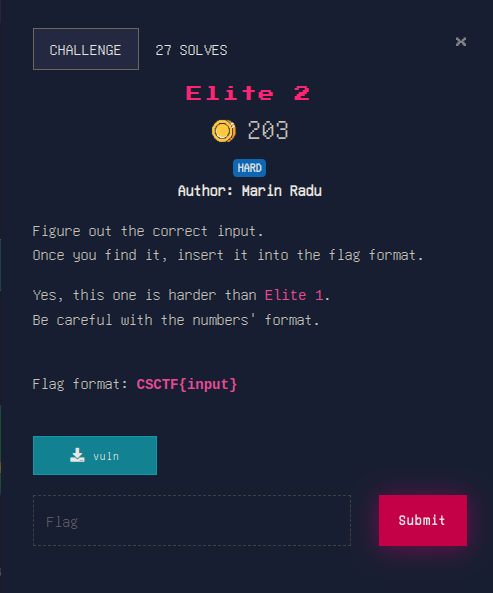 CHALLENGE 27 SOLVES ×
Elite 2
203
HARD
Author: Marin Radu
Figure out the correct input.
Once you find it, insert it into the flag format.
Yes, this one is harder than Elite 1.
Be careful with the numbers' format.
Flag format: CSCTF{input}
vuln
Flag Submit